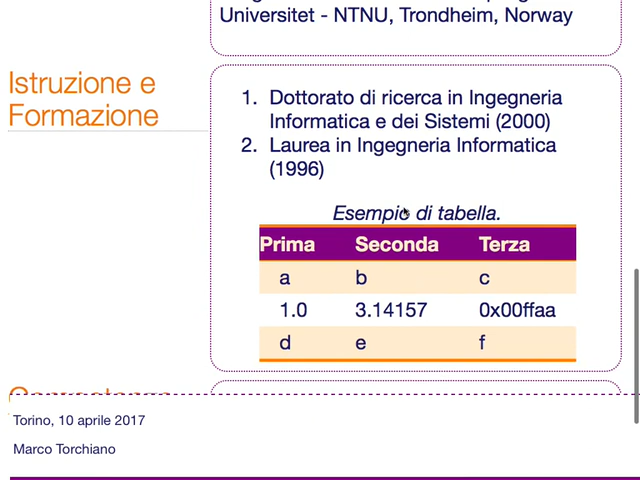 Universitet - NTNU, Trondheim, Norway
Istruzione e
Formazione
1. Dottorato di ricerca in Ingegneria
Informatica e dei Sistemi (2000)
2. Laurea in Ingegneria Informatica
(1996)
Esempio di tabella.
Prima Seconda Terza
a b c
1.0 3.14157 0x00ffaa
d e f
Torino, 10 aprile 2017
Marco Torchiano